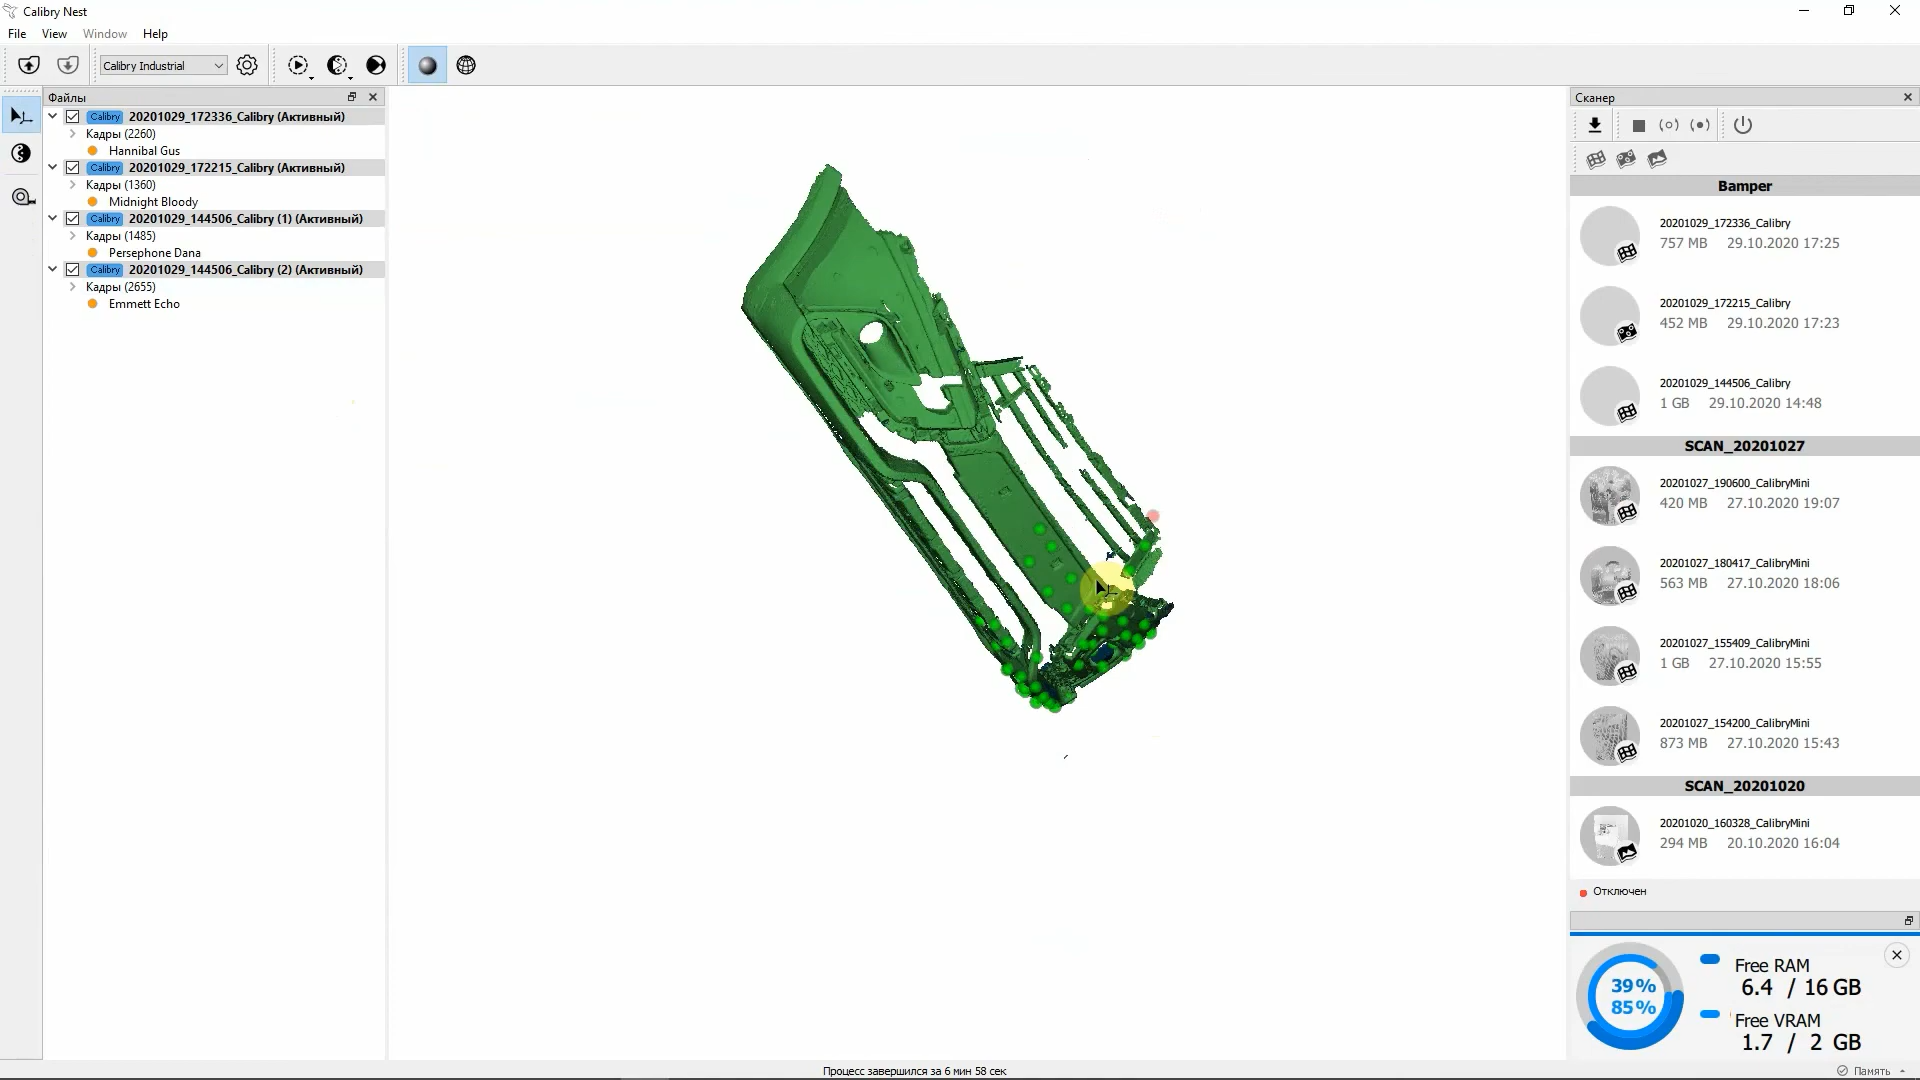 Calibry Nest
File View Window Help
Calibry Industrial
Файлы
Calibry 20201029_172336_Calibry (Активный)
Кадры (2260)
Hannibal Gus
Calibry 20201029_172215_Calibry (Активный)
Кадры (1360)
Midnight Bloody
Calibry 20201029_144506_Calibry (1) (Активный)
Кадры (1485)
Persephone Dana
Calibry 20201029_144506_Calibry (2) (Активный)
Кадры (2655)
Emmett Echo
Сканер
Bamper
20201029_172336_Calibry
757 MB 29.10.2020 17:25
20201029_172215_Calibry
452 MB 29.10.2020 17:23
20201029_144506_Calibry
1 GB 29.10.2020 14:48
SCAN_20201027
20201027_190600_CalibryMini
420 MB 27.10.2020 19:07
20201027_180417_CalibryMini
563 MB 27.10.2020 18:06
20201027_155409_CalibryMini
1 GB 27.10.2020 15:55
20201027_154200_CalibryMini
873 MB 27.10.2020 15:43
SCAN_20201020
20201020_160328_CalibryMini
294 MB 20.10.2020 16:04
Отключен
39%
85%
Free RAM
6.4 / 16 GB
Free VRAM
1.7 / 2 GB
Процесс завершился за 6 мин 58 сек
Память